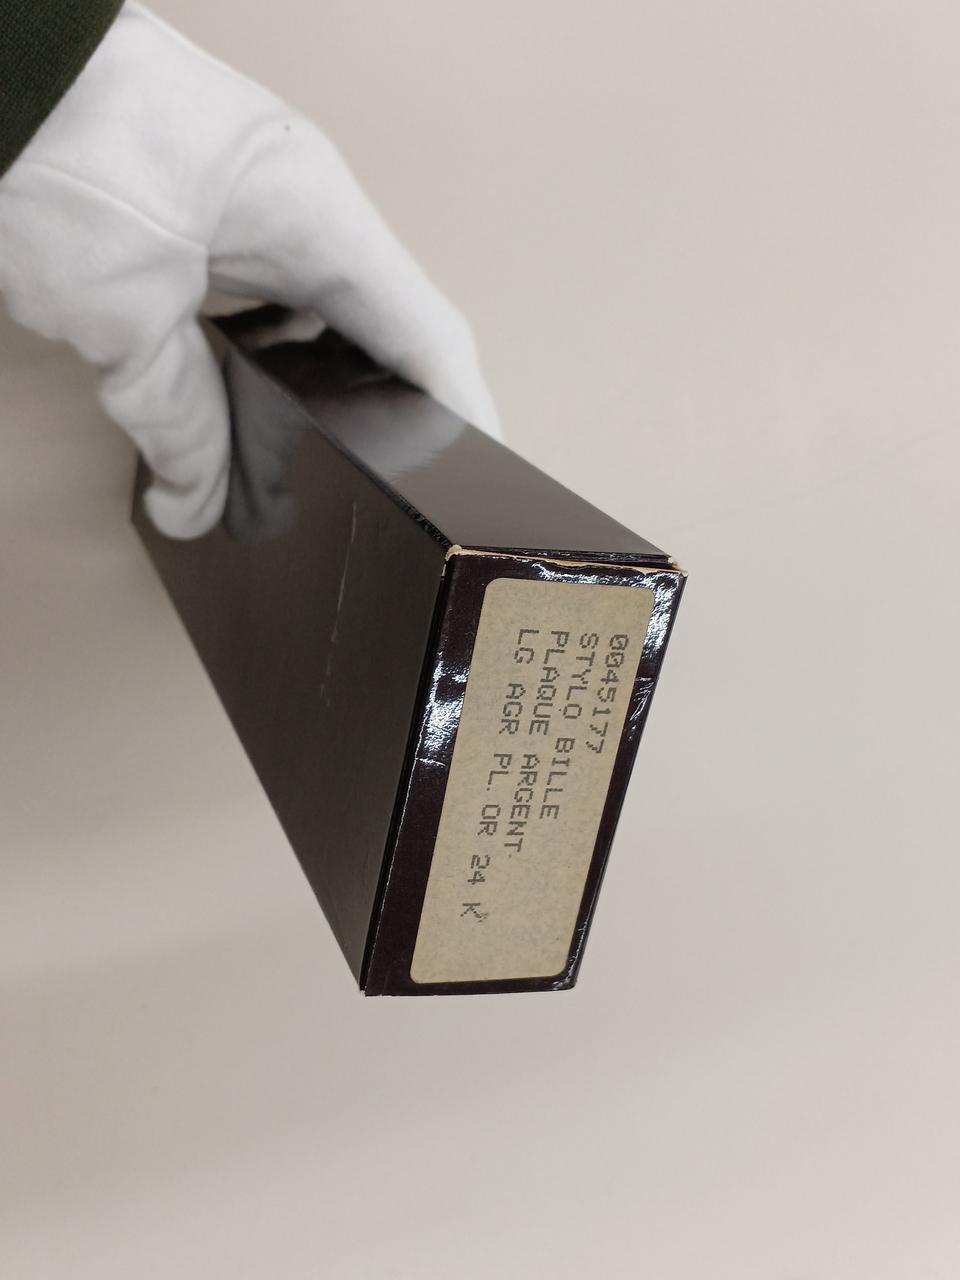 0045177
STYLO BILLE
PLAQUE ARGENT.
LG AGR PL. OR 24 K